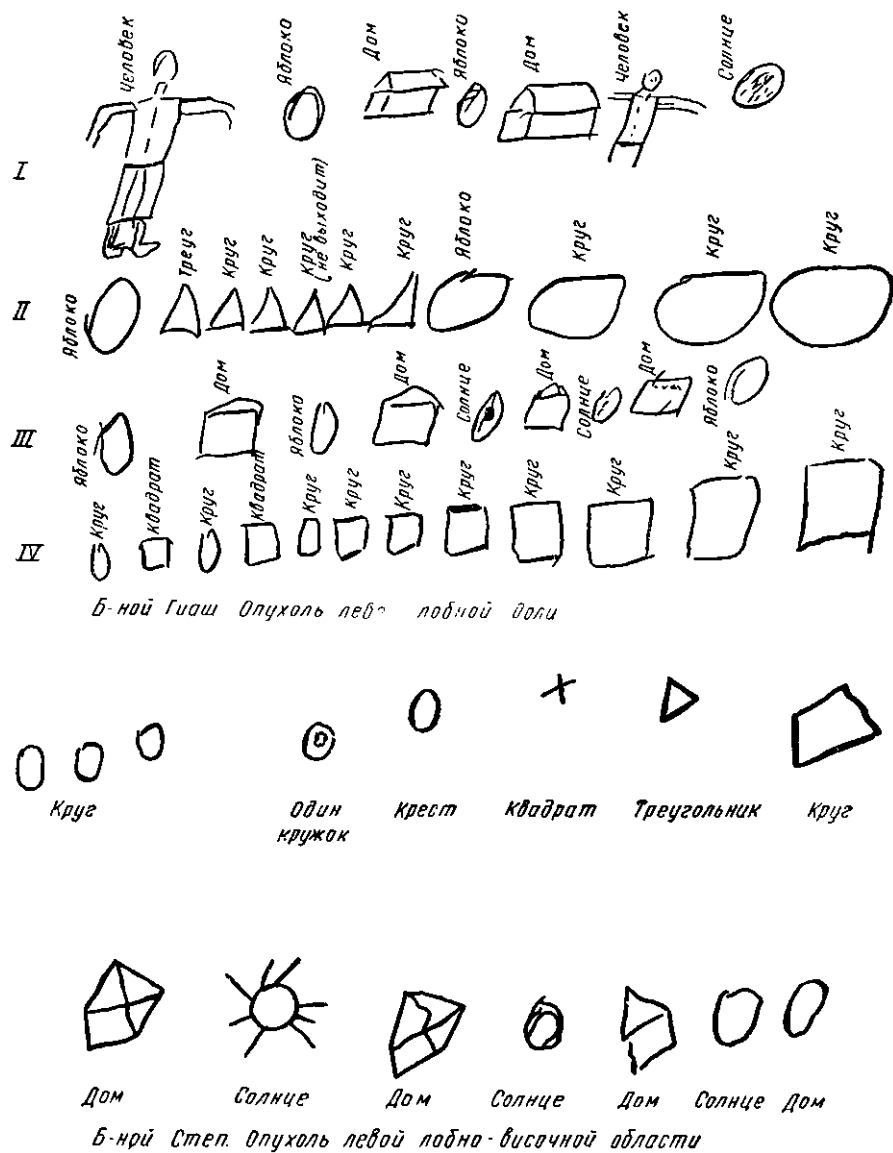 Человек Яблоко Дом Яблоко Дом Человек Солнце
I
Треуг Круг Круг Круг (не выходит) Круг Круг Яблоко Круг Круг Круг
II
Яблоко
Дом Дом Солнце Дом Солнце Дом Яблоко
III
Яблоко Яблоко
Круг Квадрат Круг Квадрат Круг Круг Круг Круг Круг Круг Круг Круг
IV
Б-ной Гиаш Опухоль лево лобной доли
Круг Один Крест Квадрат Треугольник Круг
кружок
Дом Солнце Дом Солнце Дом Солнце Дом
Б-ной Степ. Опухоль левой лобно-височной области